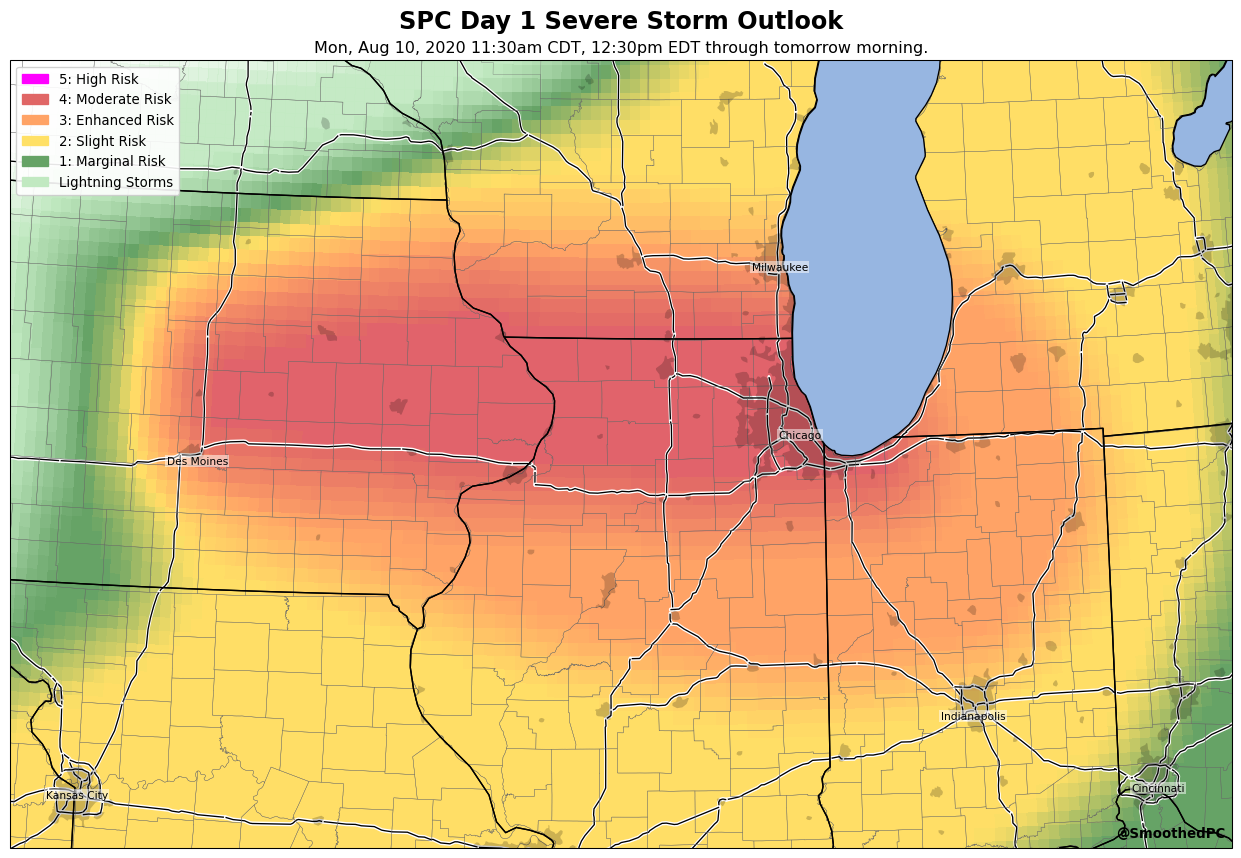 SPC Day 1 Severe Storm Outlook
Mon, Aug 10, 2020 11:30am CDT, 12:30pm EDT through tomorrow morning.
5: High Risk
4: Moderate Risk
3: Enhanced Risk
2: Slight Risk
1: Marginal Risk
Lightning Storms
Milwaukee
Chicago
Des Moines
Indianapolis
Kansas City
Cincinnati
@SmoothedPC